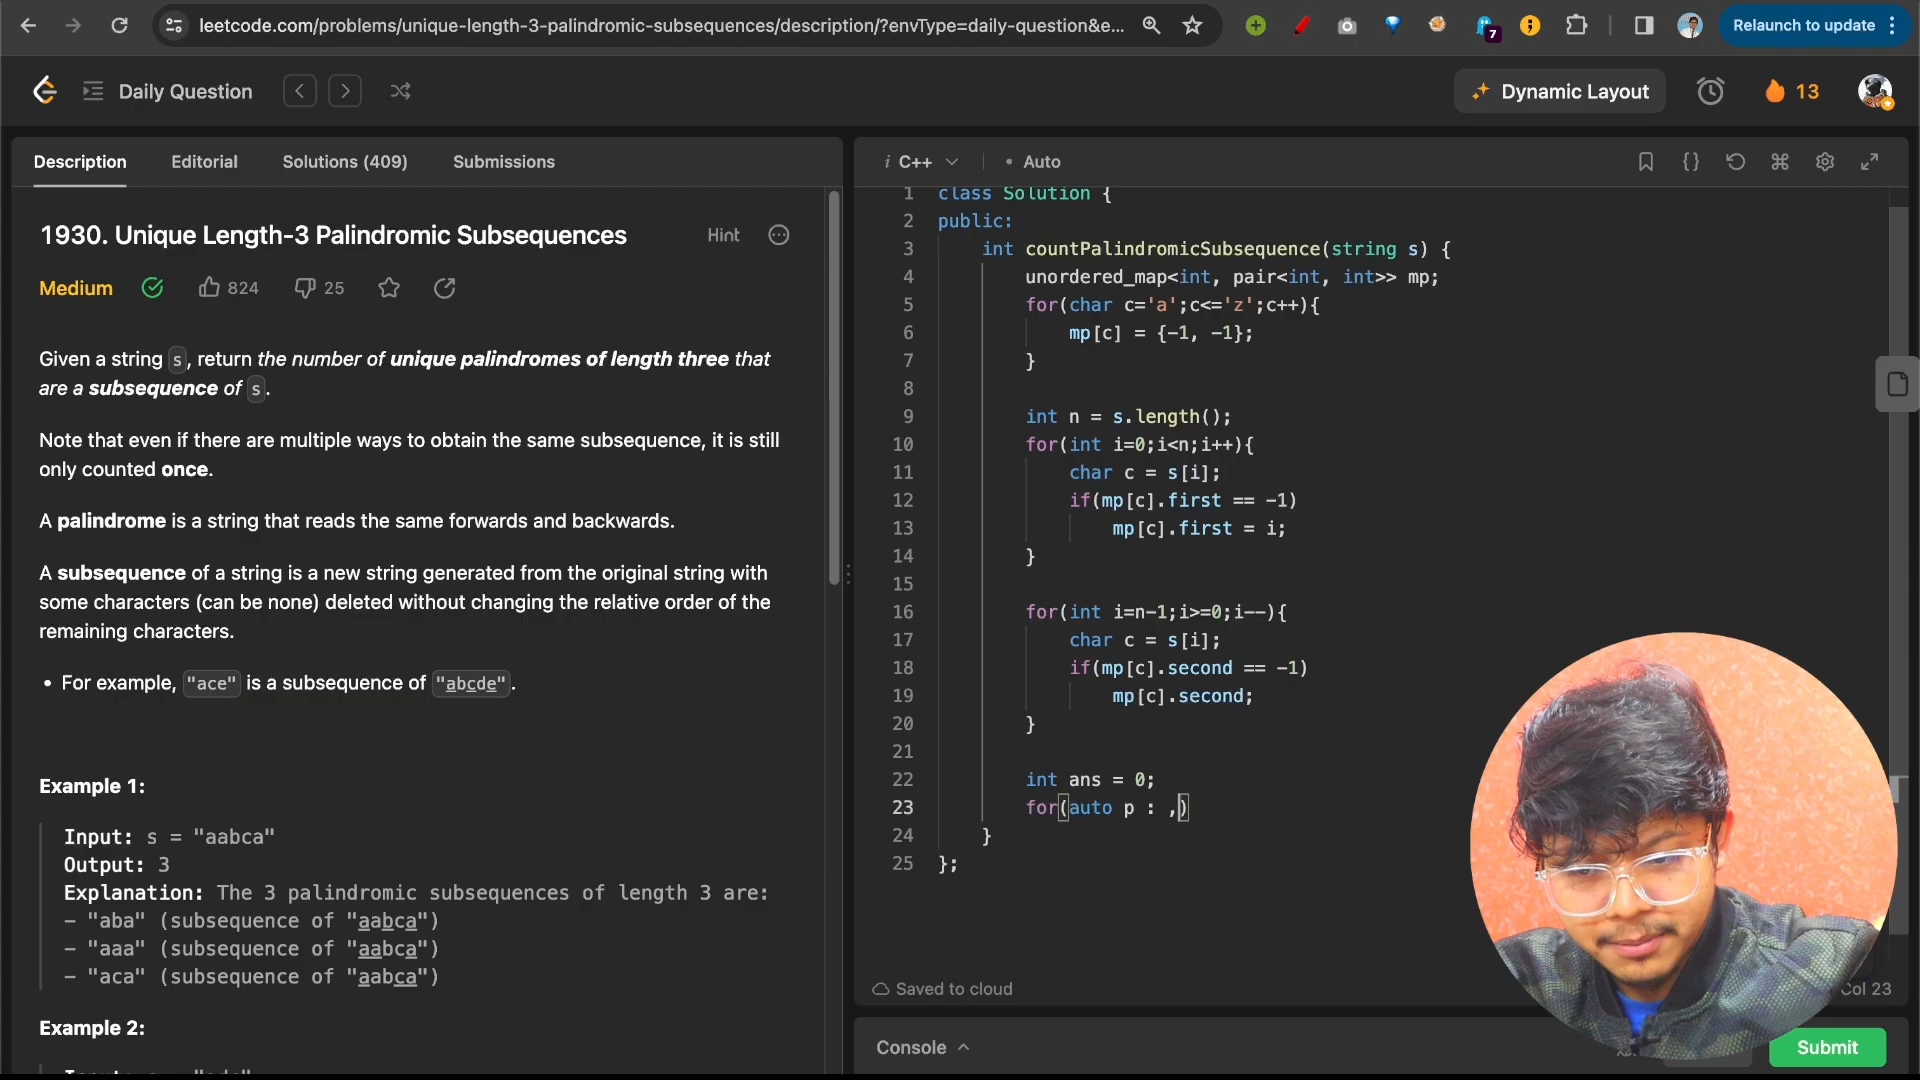 leetcode.com/problems/unique-length-3-palindromic-subsequences/description/?envType=daily-question&e...
7
Relaunch to update
Daily Question
Dynamic Layout
13
Description
Editorial
Solutions (409)
Submissions
1930. Unique Length-3 Palindromic Subsequences
Hint
Medium
824
25
Given a string s, return the number of unique palindromes of length three that
are a subsequence of s.
Note that even if there are multiple ways to obtain the same subsequence, it is still
only counted once.
A palindrome is a string that reads the same forwards and backwards.
A subsequence of a string is a new string generated from the original string with
some characters (can be none) deleted without changing the relative order of the
remaining characters.
• For example, "ace" is a subsequence of "abcde".
Example 1:
Input: s = "aabca"
Output: 3
Explanation: The 3 palindromic subsequences of length 3 are:
- "aba" (subsequence of "aabca")
- "aaa" (subsequence of "aabca")
- "aca" (subsequence of "aabca")
Example 2:
i C++
• Auto
1 class Solution {
2 public:
3 int countPalindromicSubsequence(string s) {
4 unordered_map<int, pair<int, int>> mp;
5 for(char c='a';c<='z';c++){
6 mp[c] = {-1, -1};
7 }
8
9 int n = s.length();
10 for(int i=0;i<n;i++){
11 char c = s[i];
12 if(mp[c].first == -1)
13 mp[c].first = i;
14 }
15
16 for(int i=n-1;i>=0;i--){
17 char c = s[i];
18 if(mp[c].second == -1)
19 mp[c].second;
20 }
21
22 int ans = 0;
23 for(auto p : ,)
24 }
25 };
Saved to cloud
Col 23
Console
Submit